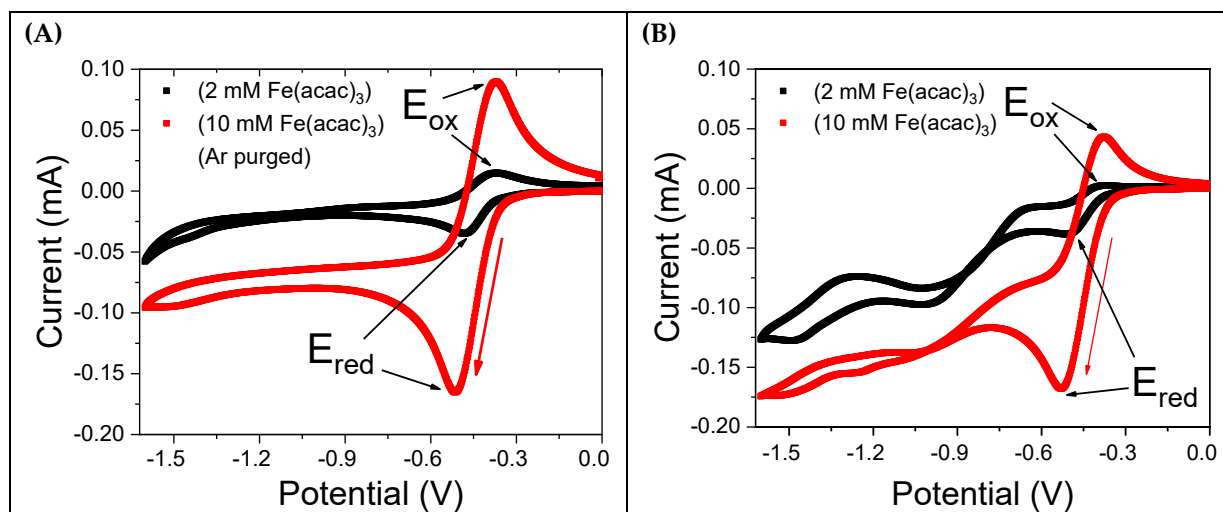 (A)
(2 mM Fe(acac)3)
(10 mM Fe(acac)3)
(Ar purged)
Eox
Ered
0.10
0.05
0.00
-0.05
-0.10
-0.15
-0.20
Current (mA)
-1.5 -1.2 -0.9 -0.6 -0.3 0.0
Potential (V)
(B)
(2 mM Fe(acac)3)
(10 mM Fe(acac)3)
Eox
Ered
0.10
0.05
0.00
-0.05
-0.10
-0.15
-0.20
Current (mA)
-1.5 -1.2 -0.9 -0.6 -0.3 0.0
Potential (V)